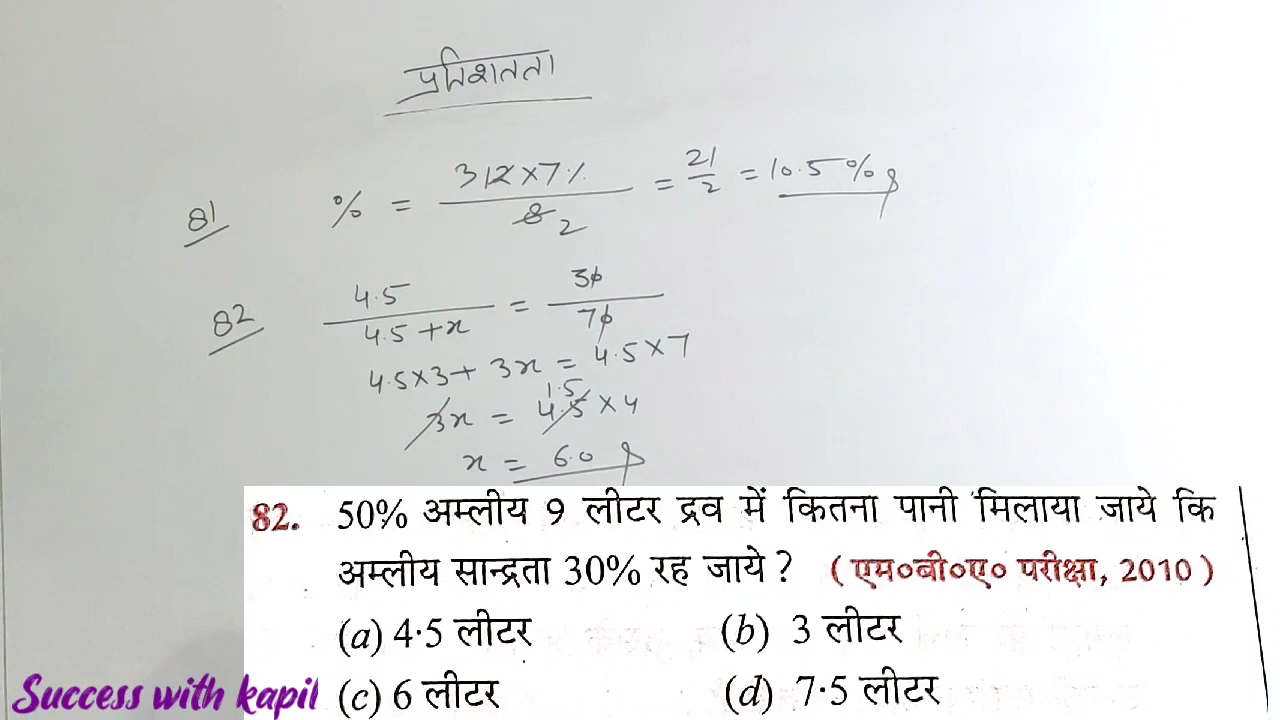 प्रतिशतता
81 % = 312×7% / 82 = 21/2 = 10.5%
82 4.5 / 4.5+x = 30 / 70
4.5×3+3x = 4.5×7
3x = 4.5 1.5 ×4
x = 6.0
82. 50% अम्लीय 9 लीटर द्रव में कितना पानी मिलाया जाये कि
अम्लीय सान्द्रता 30% रह जाये? (एम०बी०ए० परीक्षा, 2010)
(a) 4·5 लीटर (b) 3 लीटर
(c) 6 लीटर (d) 7·5 लीटर
Success with kapil